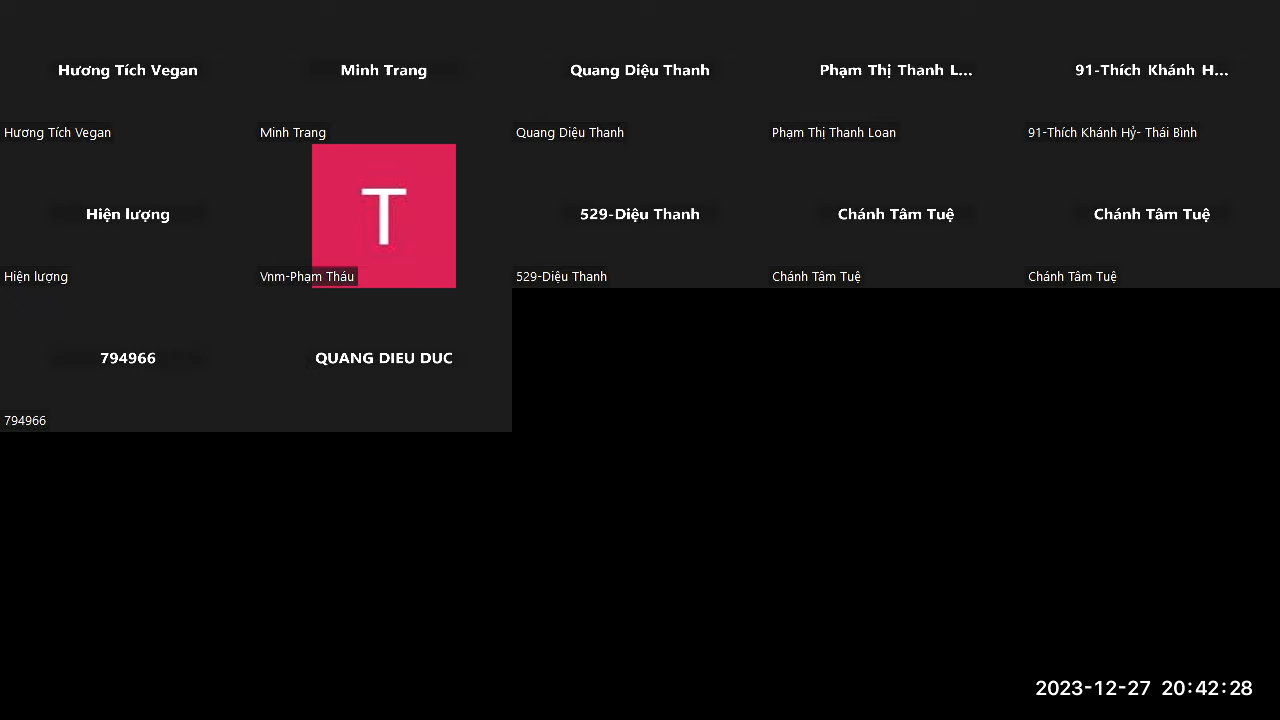 Hương Tích Vegan
Minh Trang
Quang Diệu Thanh
Phạm Thị Thanh L...
91-Thích Khánh H...
Hương Tích Vegan
Minh Trang
Quang Diệu Thanh
Phạm Thị Thanh Loan
91-Thích Khánh Hỷ- Thái Bình
Hiện lượng
T
529-Diệu Thanh
Chánh Tâm Tuệ
Chánh Tâm Tuệ
Hiện lượng
Vnm-Phạm Tháu
529-Diệu Thanh
Chánh Tâm Tuệ
Chánh Tâm Tuệ
794966
QUANG DIEU DUC
794966
2023-12-27 20:42:28